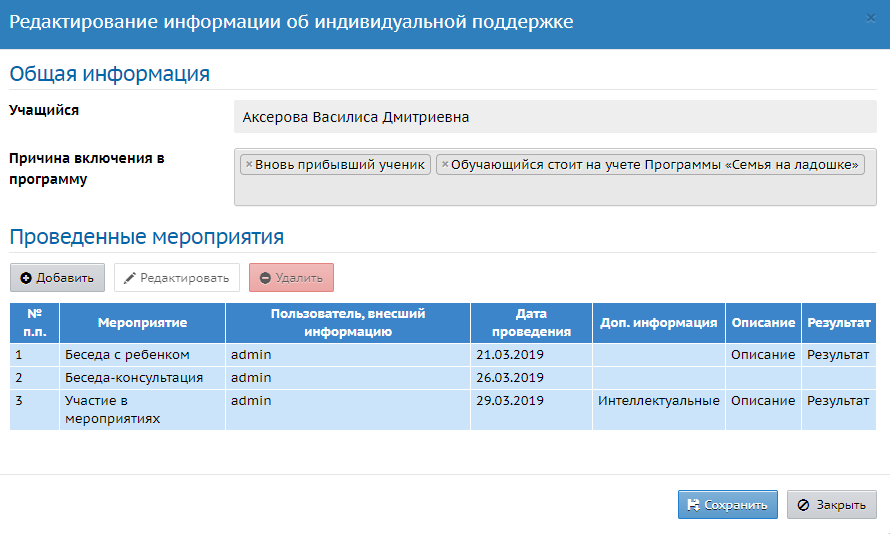 Редактирование информации об индивидуальной поддержке ×
Общая информация
Учащийся
Аксерова Василиса Дмитриевна
Причина включения в
программу
×Вновь прибывший ученик ×Обучающийся стоит на учете Программы «Семья на ладошке»
Проведенные мероприятия
Добавить Редактировать Удалить
№ п.п. Мероприятие Пользователь, внесший информацию Дата проведения Доп. информация Описание Результат
1 Беседа с ребенком admin 21.03.2019 Описание Результат
2 Беседа-консультация admin 26.03.2019
3 Участие в мероприятиях admin 29.03.2019 Интеллектуальные Описание Результат
Сохранить Закрыть